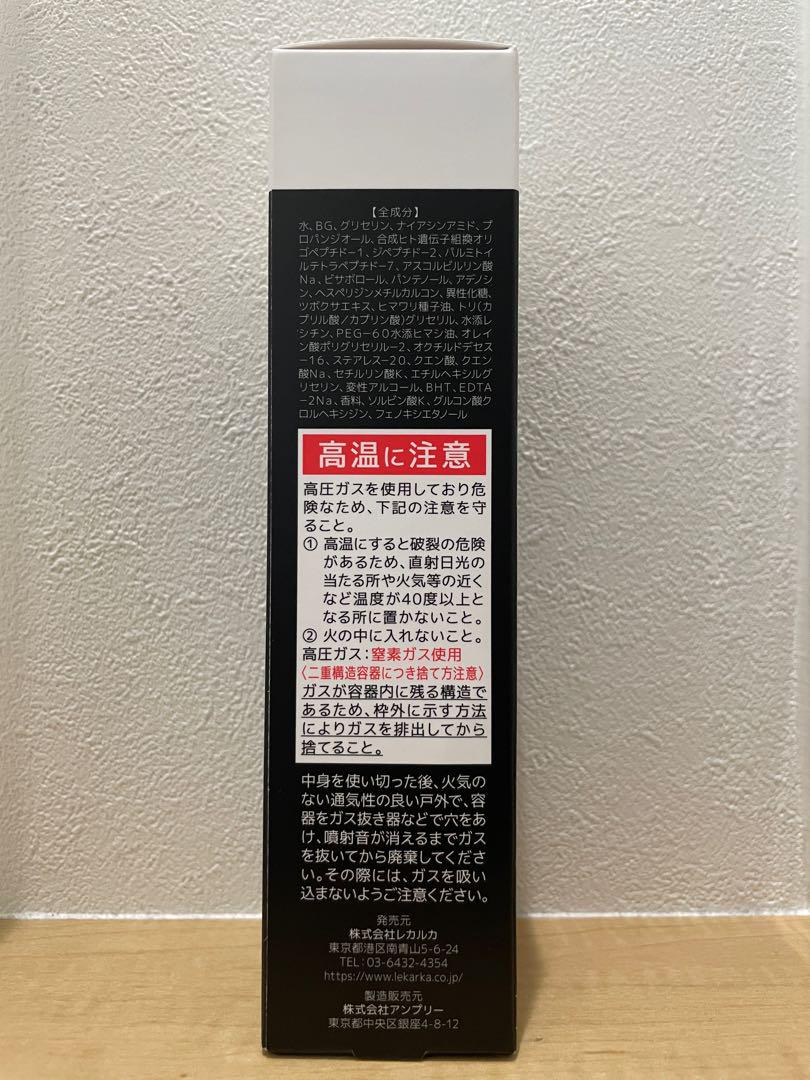 【全成分】
水、BG、グリセリン、ナイアシンアミド、プ
ロパンジオール、合成ヒト遺伝子組換オリ
ゴペプチド－1、ジペプチド－2、パルミトイ
ルテトラペプチド－7、アスコルビルリン酸
Na、ビサボロール、パンテノール、アデノシ
ン、ヘスペリジンメチルカルコン、異性化糖、
ツボクサエキス、ヒマワリ種子油、トリ（カ
プリル酸／カプリン酸）グリセリル、水添レ
シチン、PEG－60水添ヒマシ油、オレイ
ン酸ポリグリセリル－2、オクチルドデセス
－16、ステアレス－20、クエン酸、クエン
酸Na、セチルリン酸K、エチルヘキシルグ
リセリン、変性アルコール、BHT、EDTA
－2Na、香料、ソルビン酸K、グルコン酸ク
ロルヘキシジン、フェノキシエタノール
高温に注意
高圧ガスを使用しており危
険なため、下記の注意を守
ること。
① 高温にすると破裂の危険
があるため、直射日光の
当たる所や火気等の近く
など温度が40度以上と
なる所に置かないこと。
② 火の中に入れないこと。
高圧ガス：窒素ガス使用
〈二重構造容器につき捨て方注意〉
ガスが容器内に残る構造で
あるため、枠外に示す方法
によりガスを排出してから
捨てること。
中身を使い切った後、火気の
ない通気性の良い戸外で、容
器をガス抜き器などで穴をあ
け、噴射音が消えるまでガス
を抜いてから廃棄してくださ
い。その際には、ガスを吸い
込まないようご注意ください。
発売元
株式会社レカルカ
東京都港区南青山5-6-24
TEL：03-6432-4354
https://www.lekarka.co.jp/
製造販売元
株式会社アンプリー
東京都中央区銀座4-8-12